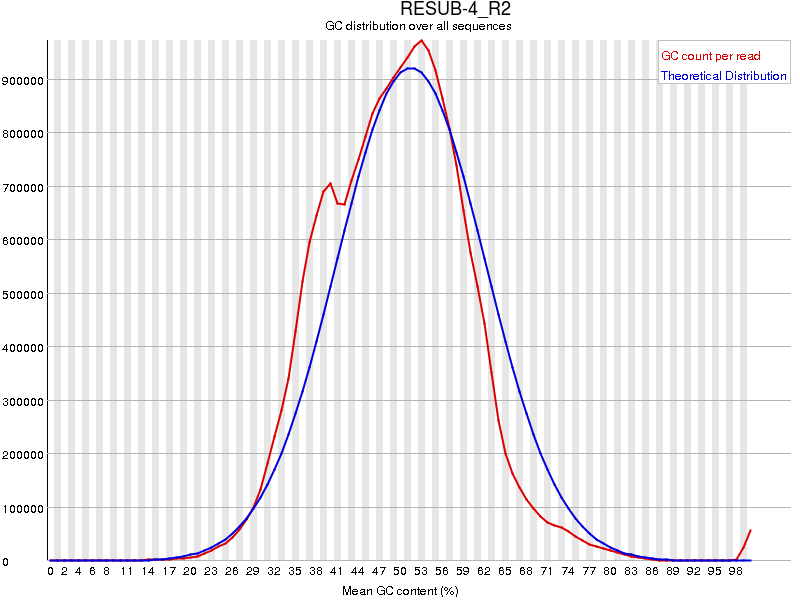 RESUB-4_R2
GC distribution over all sequences
GC count per read
Theoretical Distribution
900000
800000
700000
600000
500000
400000
300000
200000
100000
0
0 2 4 6 8 11 14 17 20 23 26 29 32 35 38 41 44 47 50 53 56 59 62 65 68 71 74 77 80 83 86 89 92 95 98
Mean GC content (%)